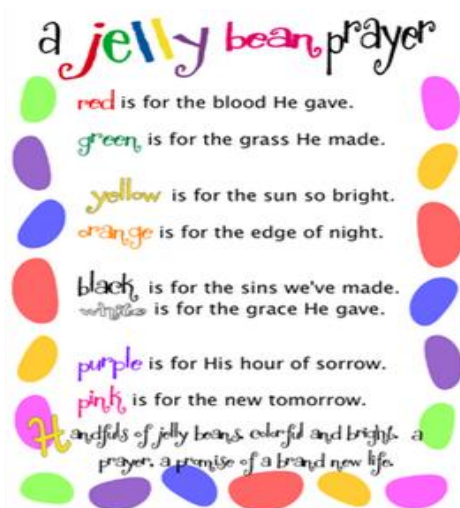 a jelly bean prayer
red is for the blood He gave.
green is for the grass He made.
yellow is for the sun so bright.
orange is for the edge of night.
black is for the sins we've made.
white is for the grace He gave.
purple is for His hour of sorrow.
pink is for the new tomorrow.
Handfuls of jelly beans, colorful and bright, a
prayer, a promise of a brand new life.